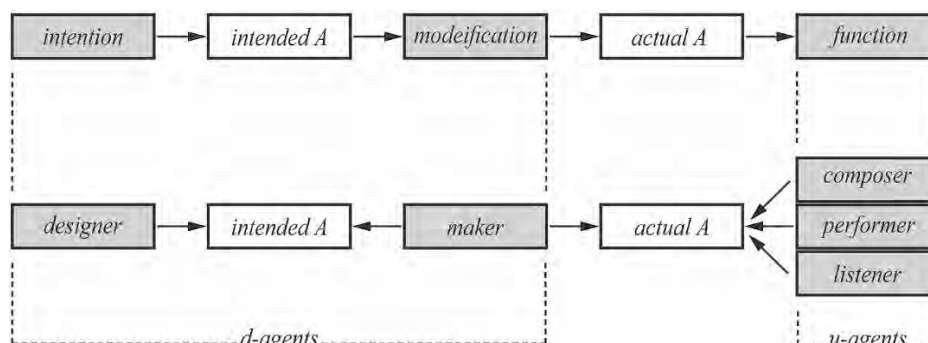 intention intended A modeification actual A function
composer
designer intended A maker actual A performer
listener
d-agents u-agents